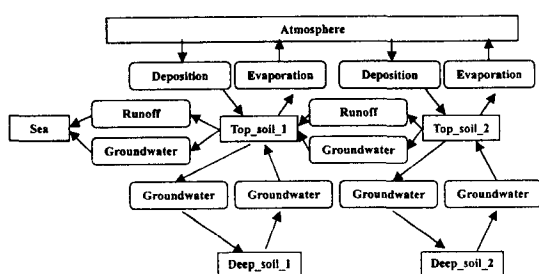 Atmosphere
Deposition Evaporation Deposition Evaporation
Runoff Runoff
Sea Top_soil_1 Top_soil_2
Groundwater Groundwater
Groundwater Groundwater Groundwater Groundwater
Deep_soil_1 Deep_soil_2